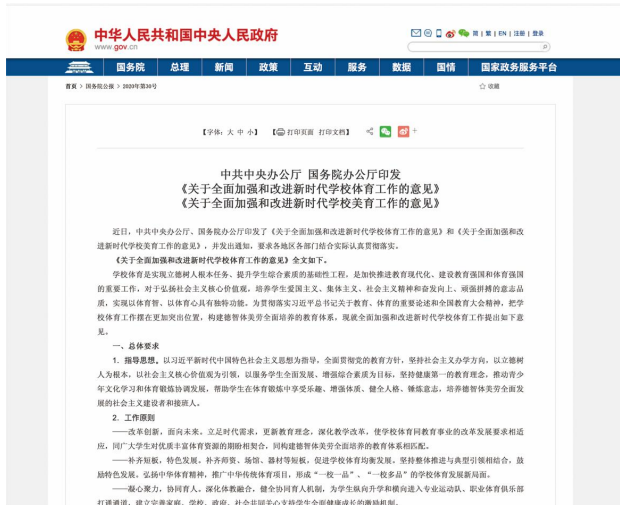 中华人民共和国中央人民政府
www.gov.cn
简 | 繁 | EN | 注册 | 登录
国务院 总理 新闻 政策 互动 服务 数据 国情 国家政务服务平台
首页 > 国务院公报 > 2020年第30号
☆ 收藏
【字体：大 中 小】 【打印页面 打印文档】 +
中共中央办公厅 国务院办公厅印发
《关于全面加强和改进新时代学校体育工作的意见》
《关于全面加强和改进新时代学校美育工作的意见》
近日，中共中央办公厅、国务院办公厅印发了《关于全面加强和改进新时代学校体育工作的意见》和《关于全面加强和改
进新时代学校美育工作的意见》，并发出通知，要求各地区各部门结合实际认真贯彻落实。
《关于全面加强和改进新时代学校体育工作的意见》全文如下。
学校体育是实现立德树人根本任务、提升学生综合素质的基础性工程，是加快推进教育现代化、建设教育强国和体育强国
的重要工作，对于弘扬社会主义核心价值观，培养学生爱国主义、集体主义、社会主义精神和奋发向上、顽强拼搏的意志品
质，实现以体育智、以体育心具有独特功能。为贯彻落实习近平总书记关于教育、体育的重要论述和全国教育大会精神，把学
校体育工作摆在更加突出位置，构建德智体美劳全面培养的教育体系，现就全面加强和改进新时代学校体育工作提出如下意
见。
一、总体要求
1. 指导思想。以习近平新时代中国特色社会主义思想为指导，全面贯彻党的教育方针，坚持社会主义办学方向，以立德树
人为根本，以社会主义核心价值观为引领，以服务学生全面发展、增强综合素质为目标，坚持健康第一的教育理念，推动青少
年文化学习和体育锻炼协调发展，帮助学生在体育锻炼中享受乐趣、增强体质、健全人格、锤炼意志，培养德智体美劳全面发
展的社会主义建设者和接班人。
2. 工作原则
——改革创新，面向未来。立足时代需求，更新教育理念，深化教学改革，使学校体育同教育事业的改革发展要求相适
应，同广大学生对优质丰富体育资源的期盼相契合，同构建德智体美劳全面培养的教育体系相匹配。
——补齐短板，特色发展。补齐师资、场馆、器材等短板，促进学校体育均衡发展。坚持整体推进与典型引领相结合，鼓
励特色发展。弘扬中华体育精神，推广中华传统体育项目，形成“一校一品”、“一校多品”的学校体育发展新局面。
——凝心聚力，协同育人。深化体教融合，健全协同育人机制，为学生纵向升学和横向进入专业运动队、职业体育俱乐部
打通通道，建立完善家庭、学校、政府、社会共同关心支持学生全面健康成长的激励机制。